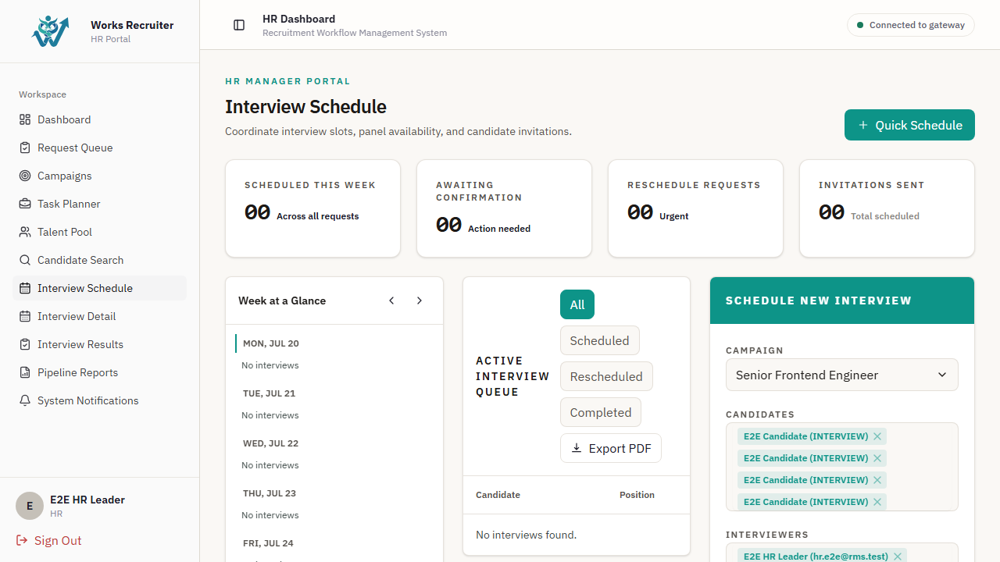 Works Recruiter
HR Portal
Workspace
Dashboard
Request Queue
Campaigns
Task Planner
Talent Pool
Candidate Search
Interview Schedule
Interview Detail
Interview Results
Pipeline Reports
System Notifications
E
E2E HR Leader
HR
Sign Out
HR Dashboard
Recruitment Workflow Management System
Connected to gateway
HR MANAGER PORTAL
Interview Schedule
Coordinate interview slots, panel availability, and candidate invitations.
Quick Schedule
SCHEDULED THIS WEEK
00 Across all requests
AWAITING
CONFIRMATION
00 Action needed
RESCHEDULE REQUESTS
00 Urgent
INVITATIONS SENT
00 Total scheduled
Week at a Glance
MON, JUL 20
No interviews
TUE, JUL 21
No interviews
WED, JUL 22
No interviews
THU, JUL 23
No interviews
FRI, JUL 24
ACTIVE
INTERVIEW
QUEUE
All
Scheduled
Rescheduled
Completed
Export PDF
Candidate Position
No interviews found.
SCHEDULE NEW INTERVIEW
CAMPAIGN
Senior Frontend Engineer
CANDIDATES
E2E Candidate (INTERVIEW)
E2E Candidate (INTERVIEW)
E2E Candidate (INTERVIEW)
E2E Candidate (INTERVIEW)
INTERVIEWERS
E2E HR Leader (hr.e2e@rms.test)